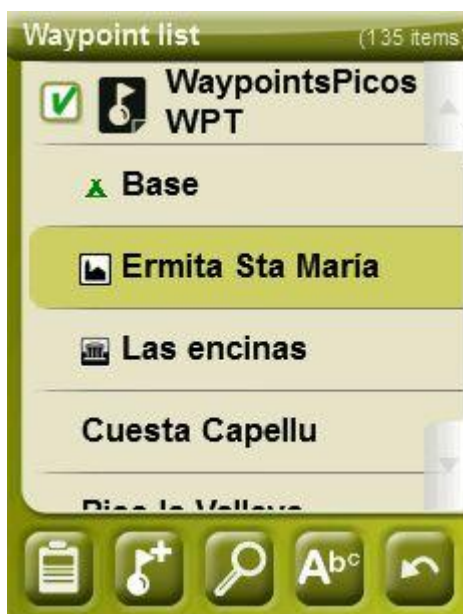 Waypoint list (135 items)
WaypointsPicos
WPT
Base
Ermita Sta María
Las encinas
Cuesta Capellu
Abc